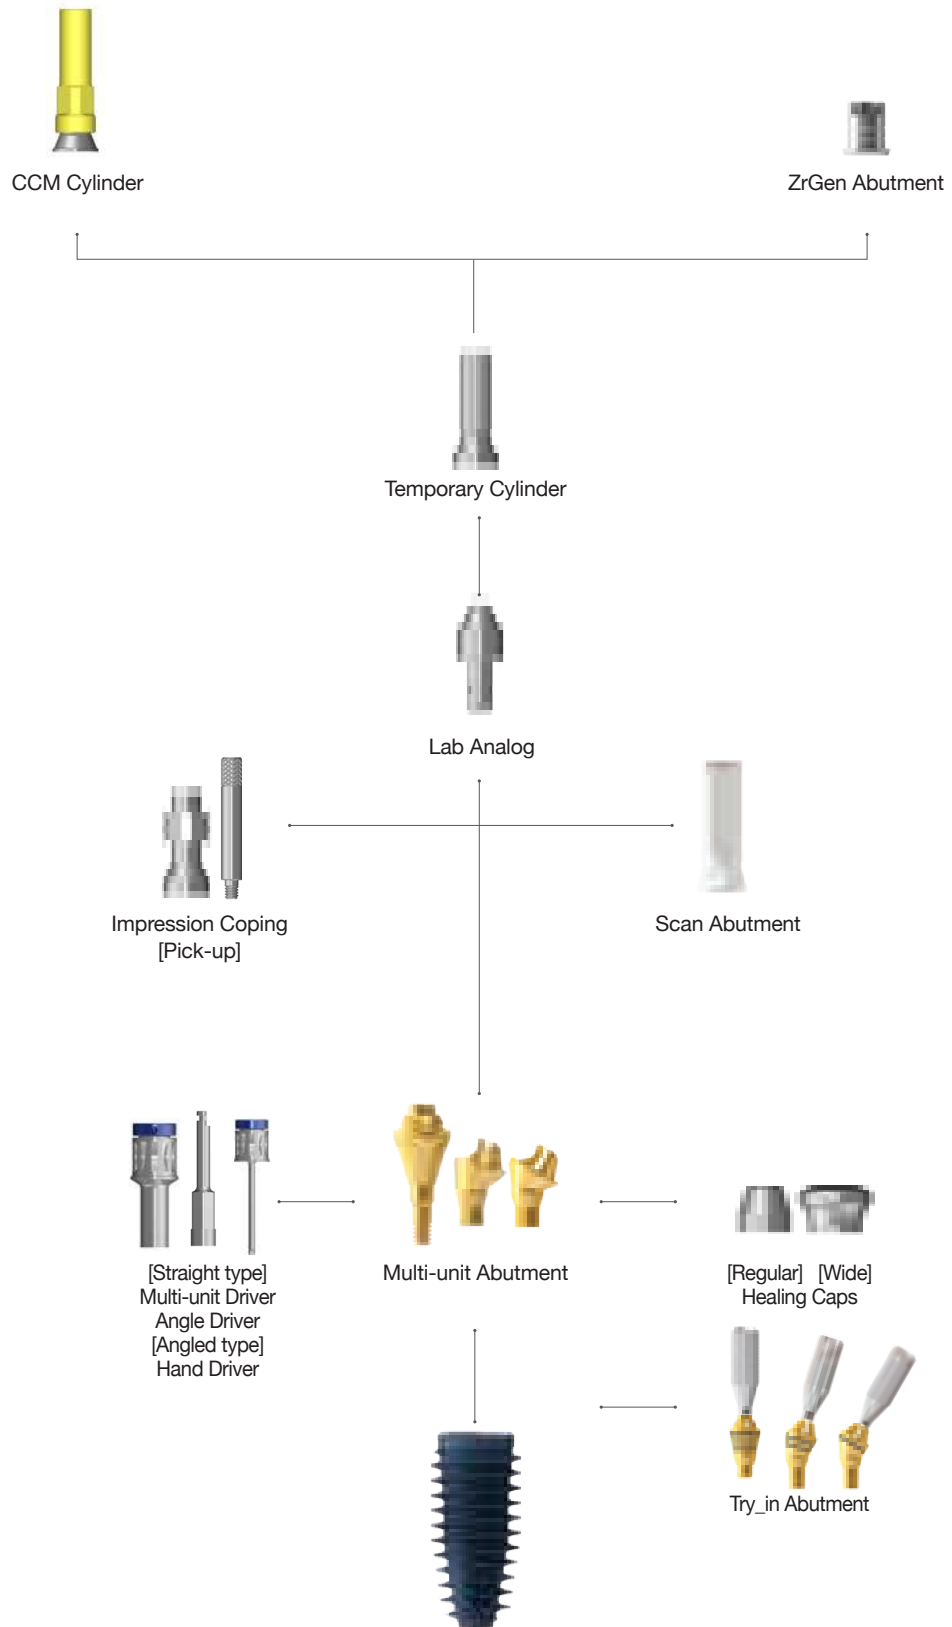 CCM Cylinder
ZrGen Abutment
Temporary Cylinder
Lab Analog
Impression Coping
[Pick-up]
Scan Abutment
[Straight type]
Multi-unit Driver
Angle Driver
[Angled type]
Hand Driver
Multi-unit Abutment
[Regular] [Wide]
Healing Caps
Try_in Abutment